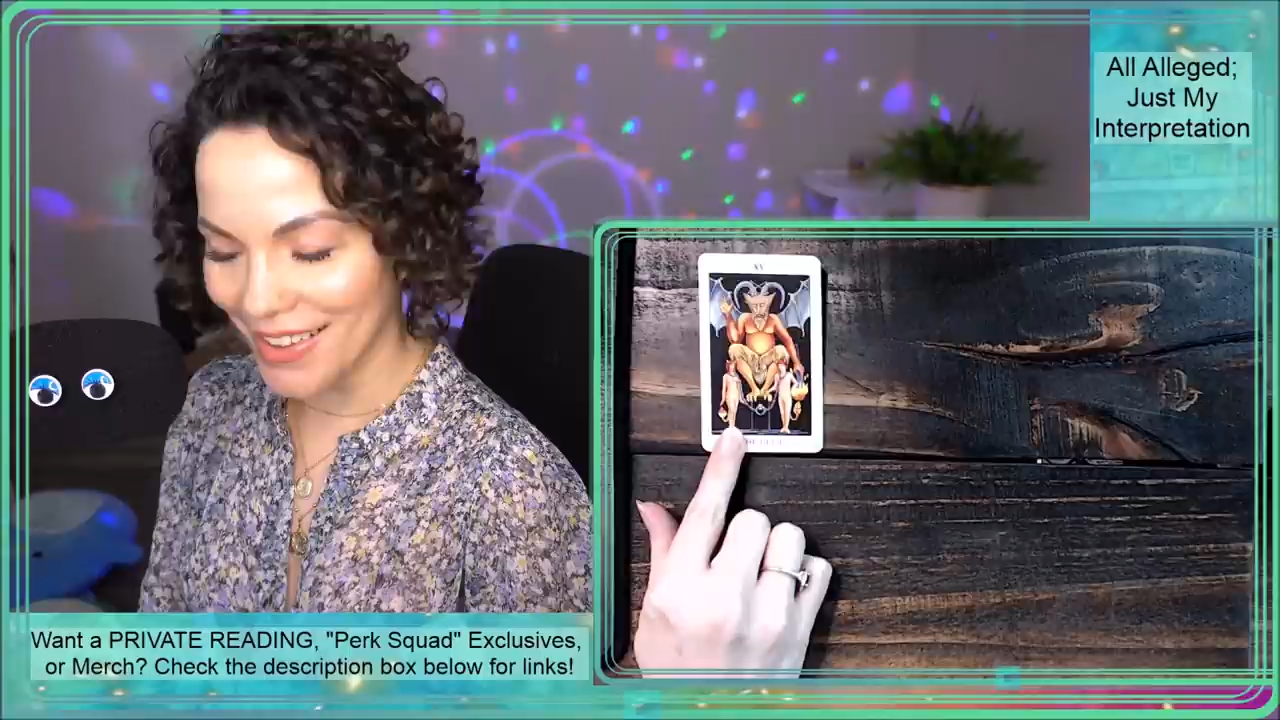 All Alleged;
Just My
Interpretation
XV
Want a PRIVATE READING, "Perk Squad" Exclusives,
or Merch? Check the description box below for links!